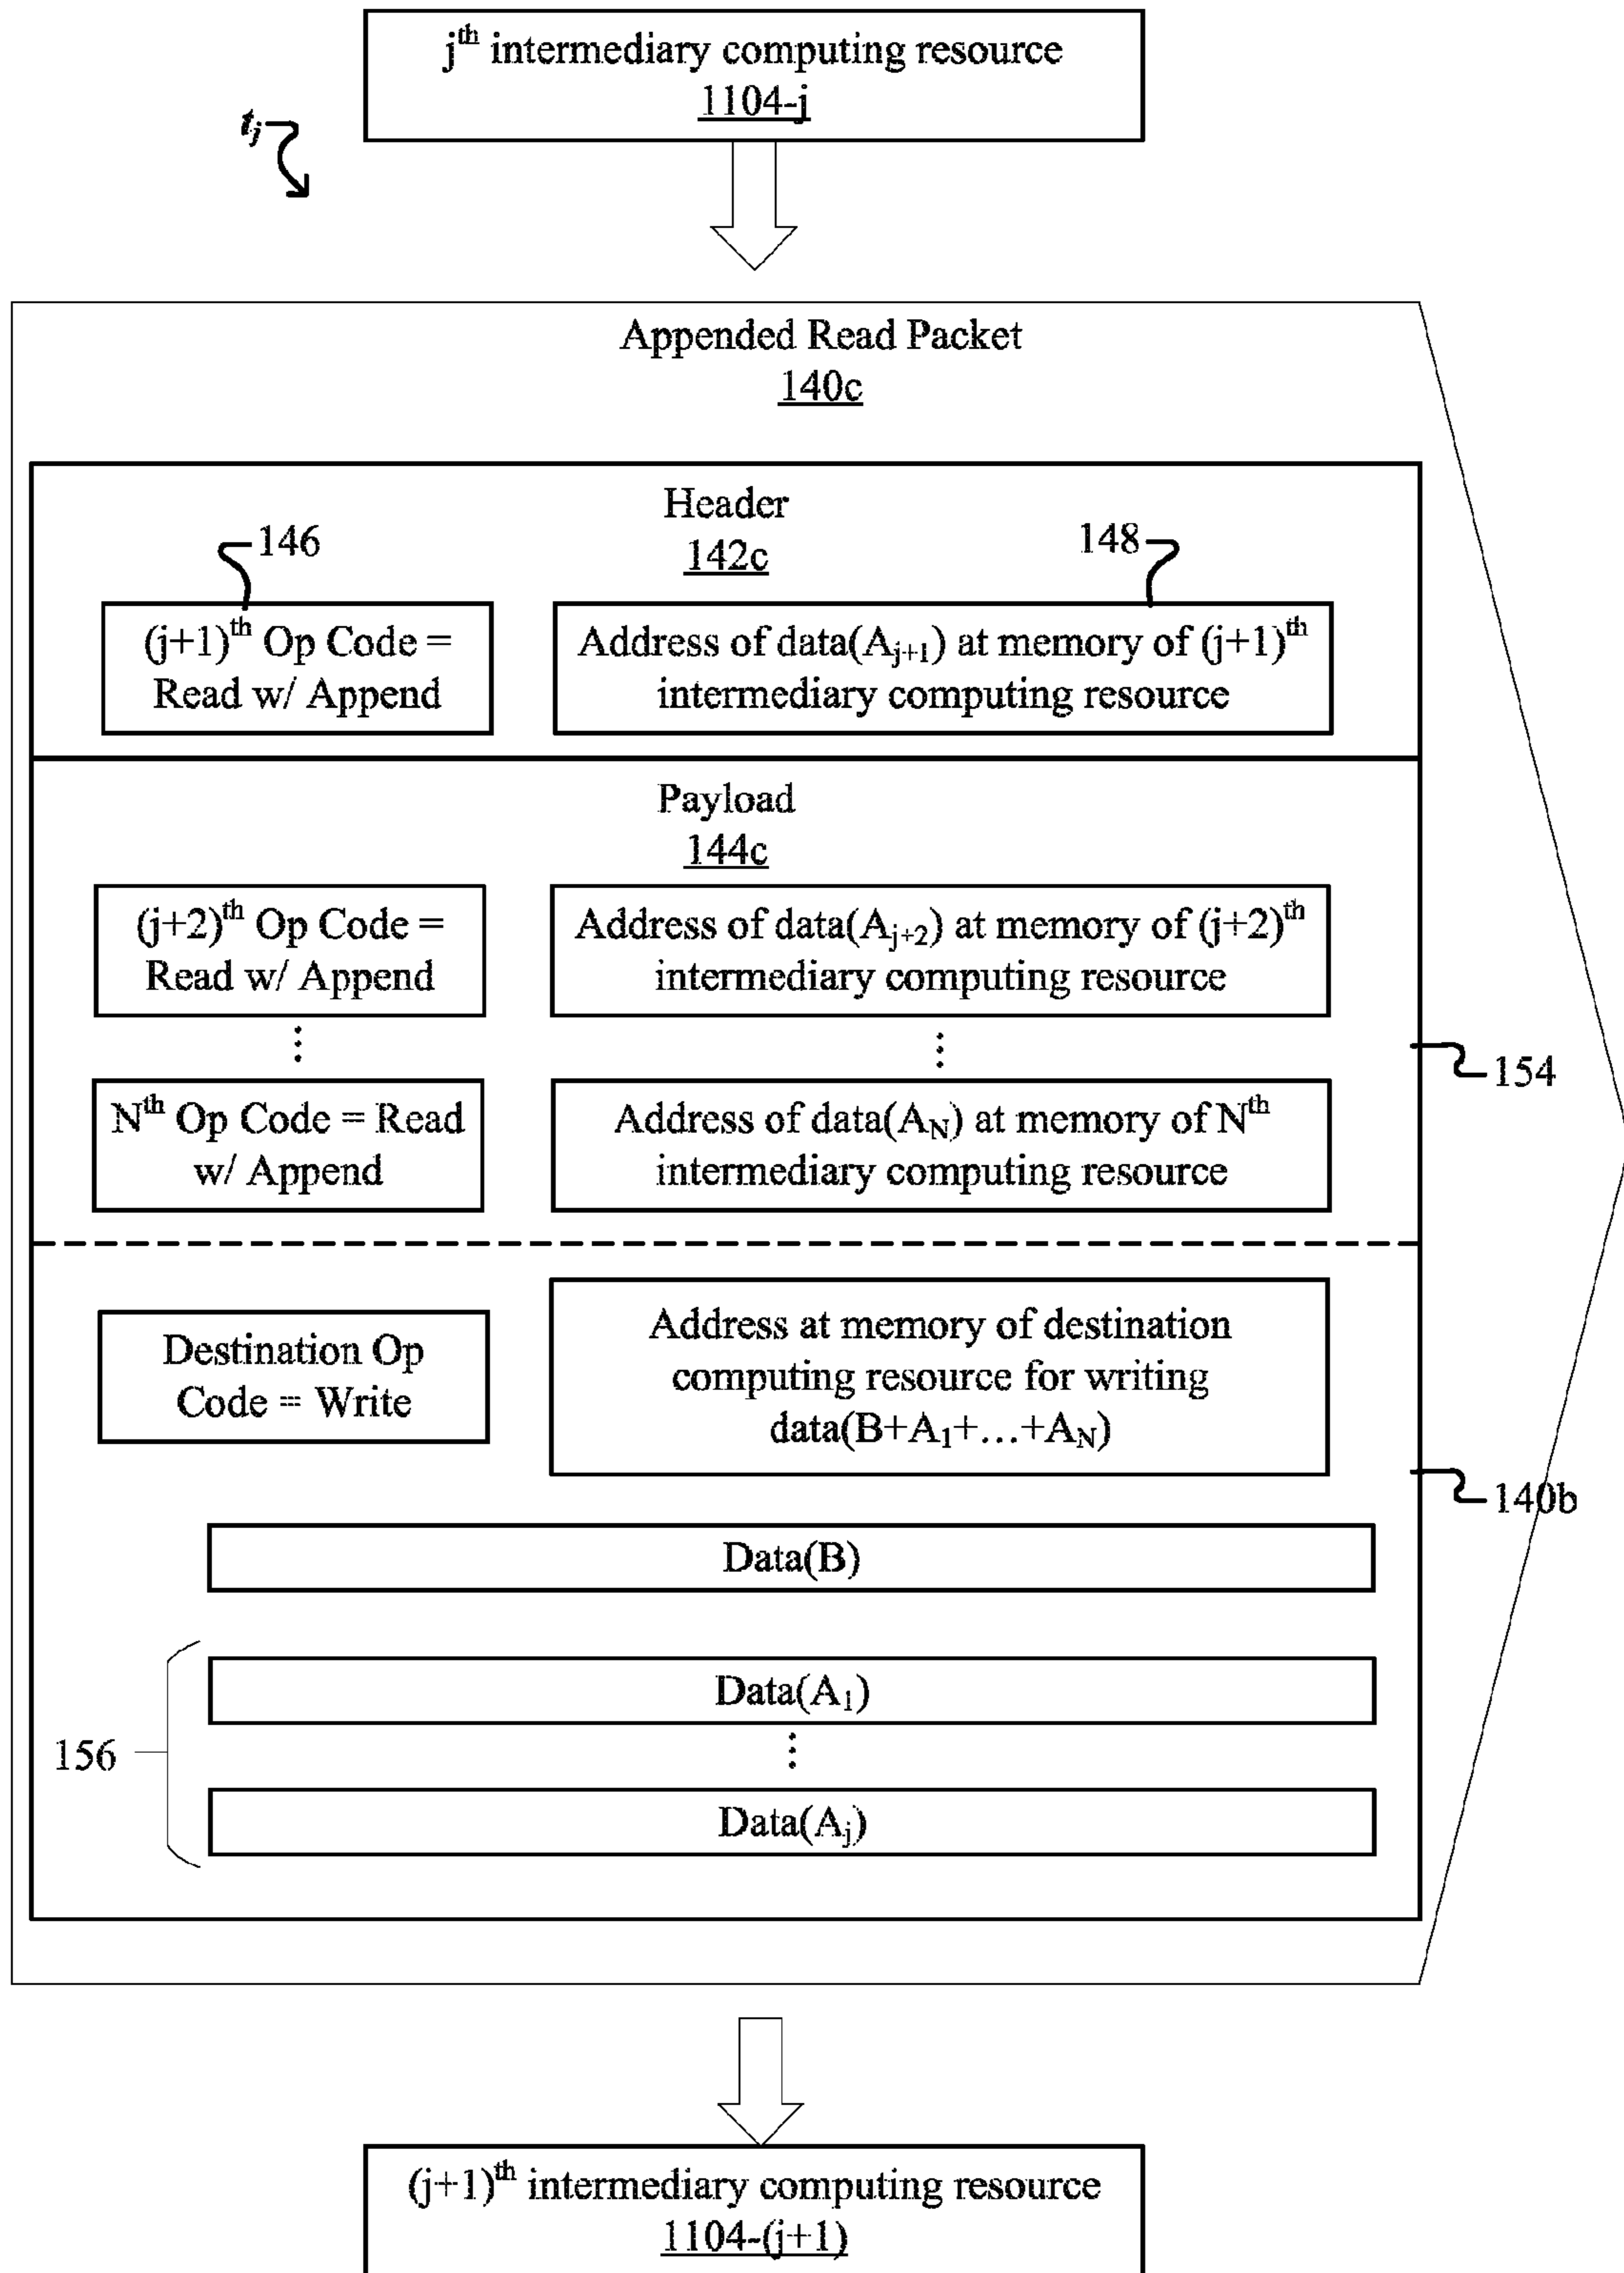 jth intermediary computing resource
1104-j
tj
Appended Read Packet
140c
Header
142c
146
148
(j+1)th Op Code =
Read w/ Append
Address of data(Aj+1) at memory of (j+1)th
intermediary computing resource
Payload
144c
(j+2)th Op Code =
Read w/ Append
Address of data(Aj+2) at memory of (j+2)th
intermediary computing resource
⋮
⋮
154
Nth Op Code = Read
w/ Append
Address of data(AN) at memory of Nth
intermediary computing resource
Destination Op
Code = Write
Address at memory of destination
computing resource for writing
data(B+A1+...+AN)
140b
Data(B)
Data(A1)
⋮
156
Data(Aj)
(j+1)th intermediary computing resource
1104-(j+1)